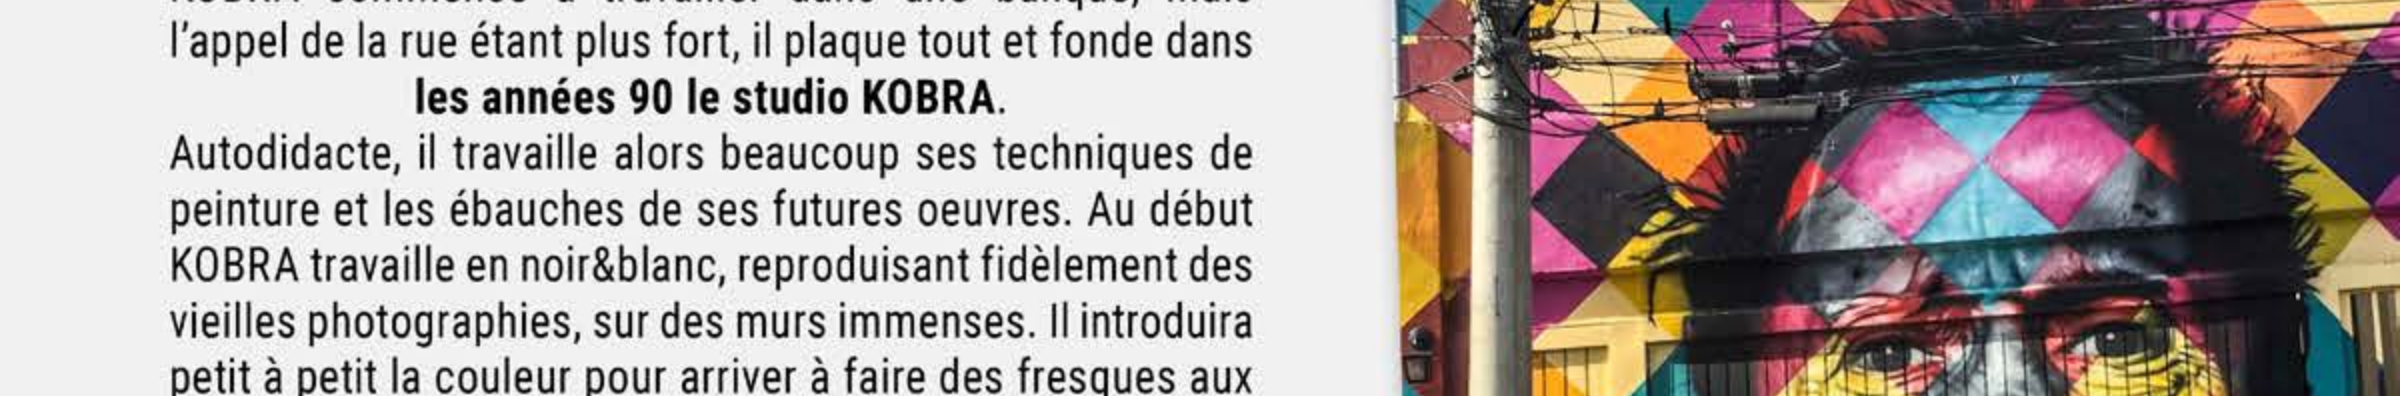 l'appel de la rue étant plus fort, il plaque tout et fonde dans
les années 90 le studio KOBRA.
Autodidacte, il travaille alors beaucoup ses techniques de
peinture et les ébauches de ses futures oeuvres. Au début
KOBRA travaille en noir&blanc, reproduisant fidèlement des
vieilles photographies, sur des murs immenses. Il introduira
petit à petit la couleur pour arriver à faire des fresques aux